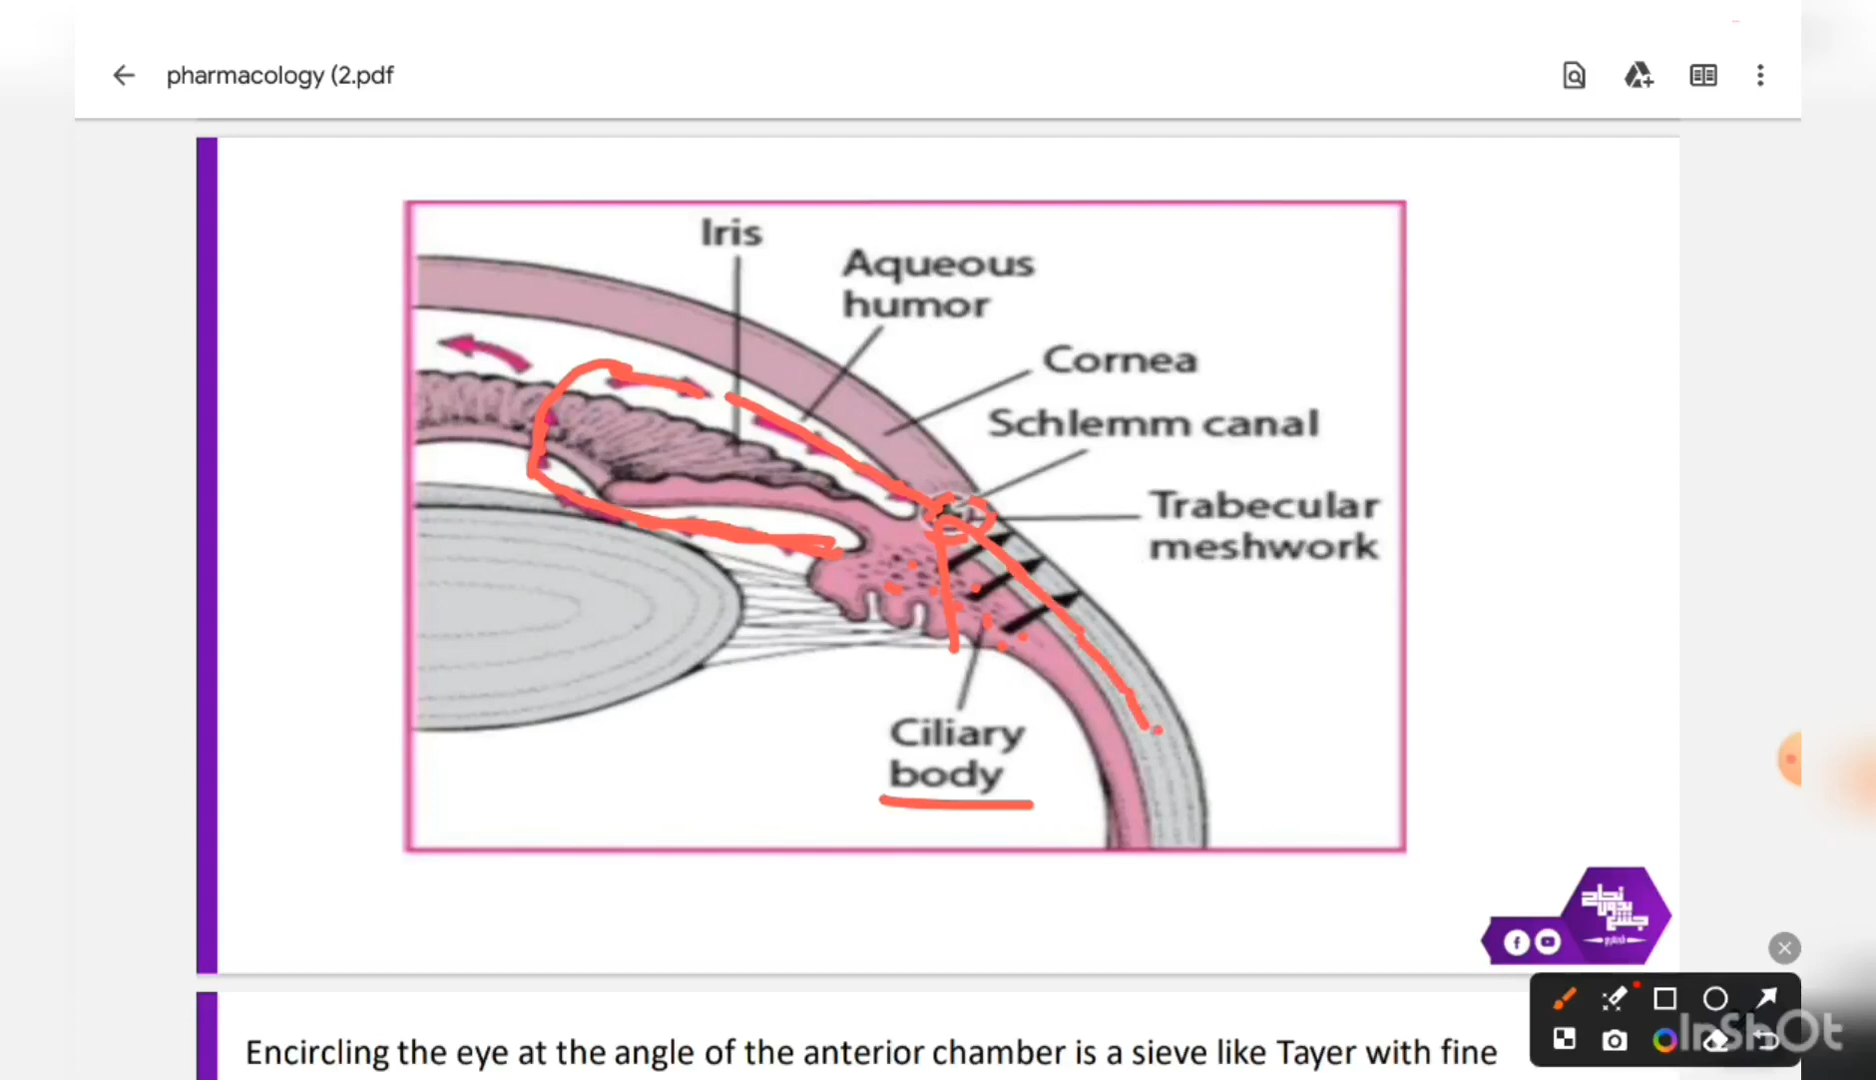 pharmacology (2.pdf
Iris
Aqueous
humor
Cornea
Schlemm canal
Trabecular
meshwork
Ciliary
body
Encircling the eye at the angle of the anterior chamber is a sieve like Tayer with fine
InShOt